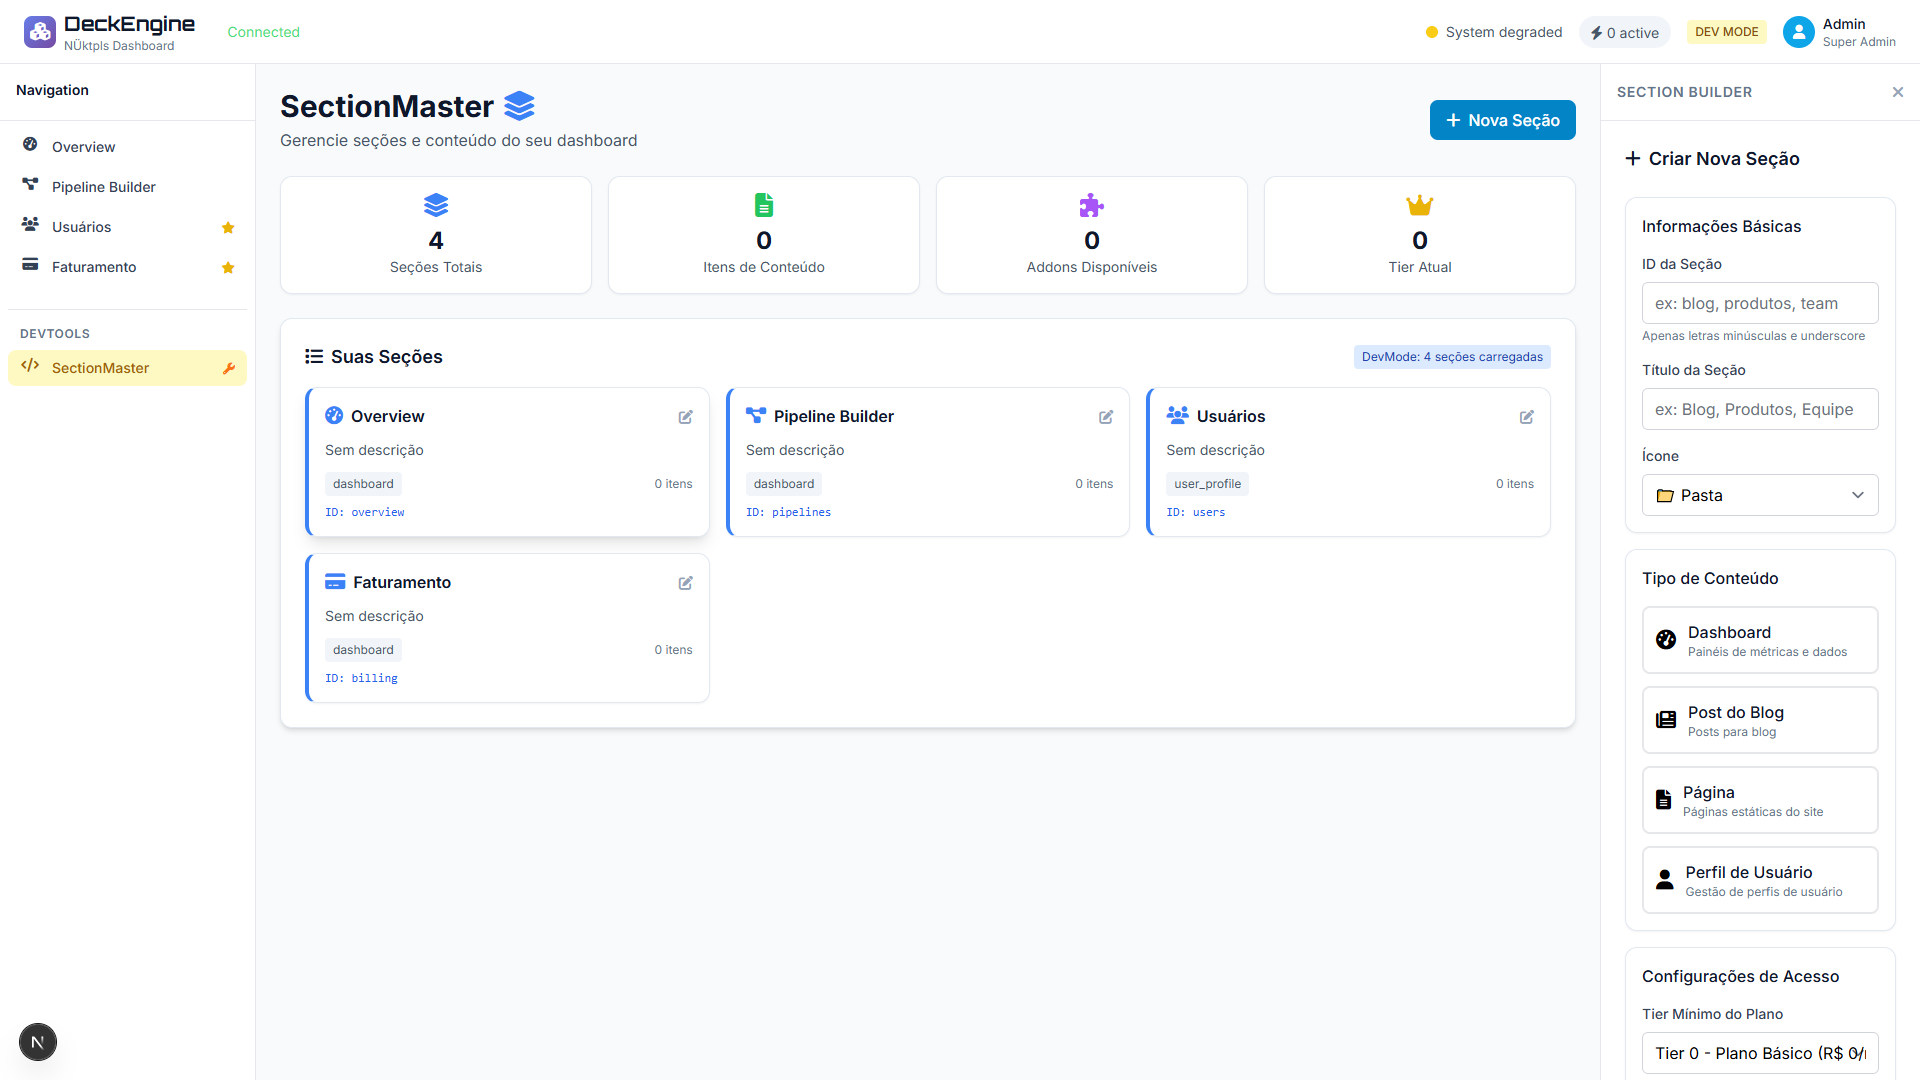 DeckEngine
NÜktpls Dashboard
Connected
System degraded
0 active
DEV MODE
Admin
Super Admin
Navigation
Overview
Pipeline Builder
Usuários
Faturamento
DEVTOOLS
SectionMaster
SectionMaster
Gerencie seções e conteúdo do seu dashboard
+ Nova Seção
4
Seções Totais
0
Itens de Conteúdo
0
Addons Disponíveis
0
Tier Atual
Suas Seções
DevMode: 4 seções carregadas
Overview
Sem descrição
dashboard
0 itens
ID: overview
Pipeline Builder
Sem descrição
dashboard
0 itens
ID: pipelines
Usuários
Sem descrição
user_profile
0 itens
ID: users
Faturamento
Sem descrição
dashboard
0 itens
ID: billing
SECTION BUILDER
+ Criar Nova Seção
Informações Básicas
ID da Seção
ex: blog, produtos, team
Apenas letras minúsculas e underscore
Título da Seção
ex: Blog, Produtos, Equipe
Ícone
Pasta
Tipo de Conteúdo
Dashboard
Painéis de métricas e dados
Post do Blog
Posts para blog
Página
Páginas estáticas do site
Perfil de Usuário
Gestão de perfis de usuário
Configurações de Acesso
Tier Mínimo do Plano
Tier 0 - Plano Básico (R$ 0/
N